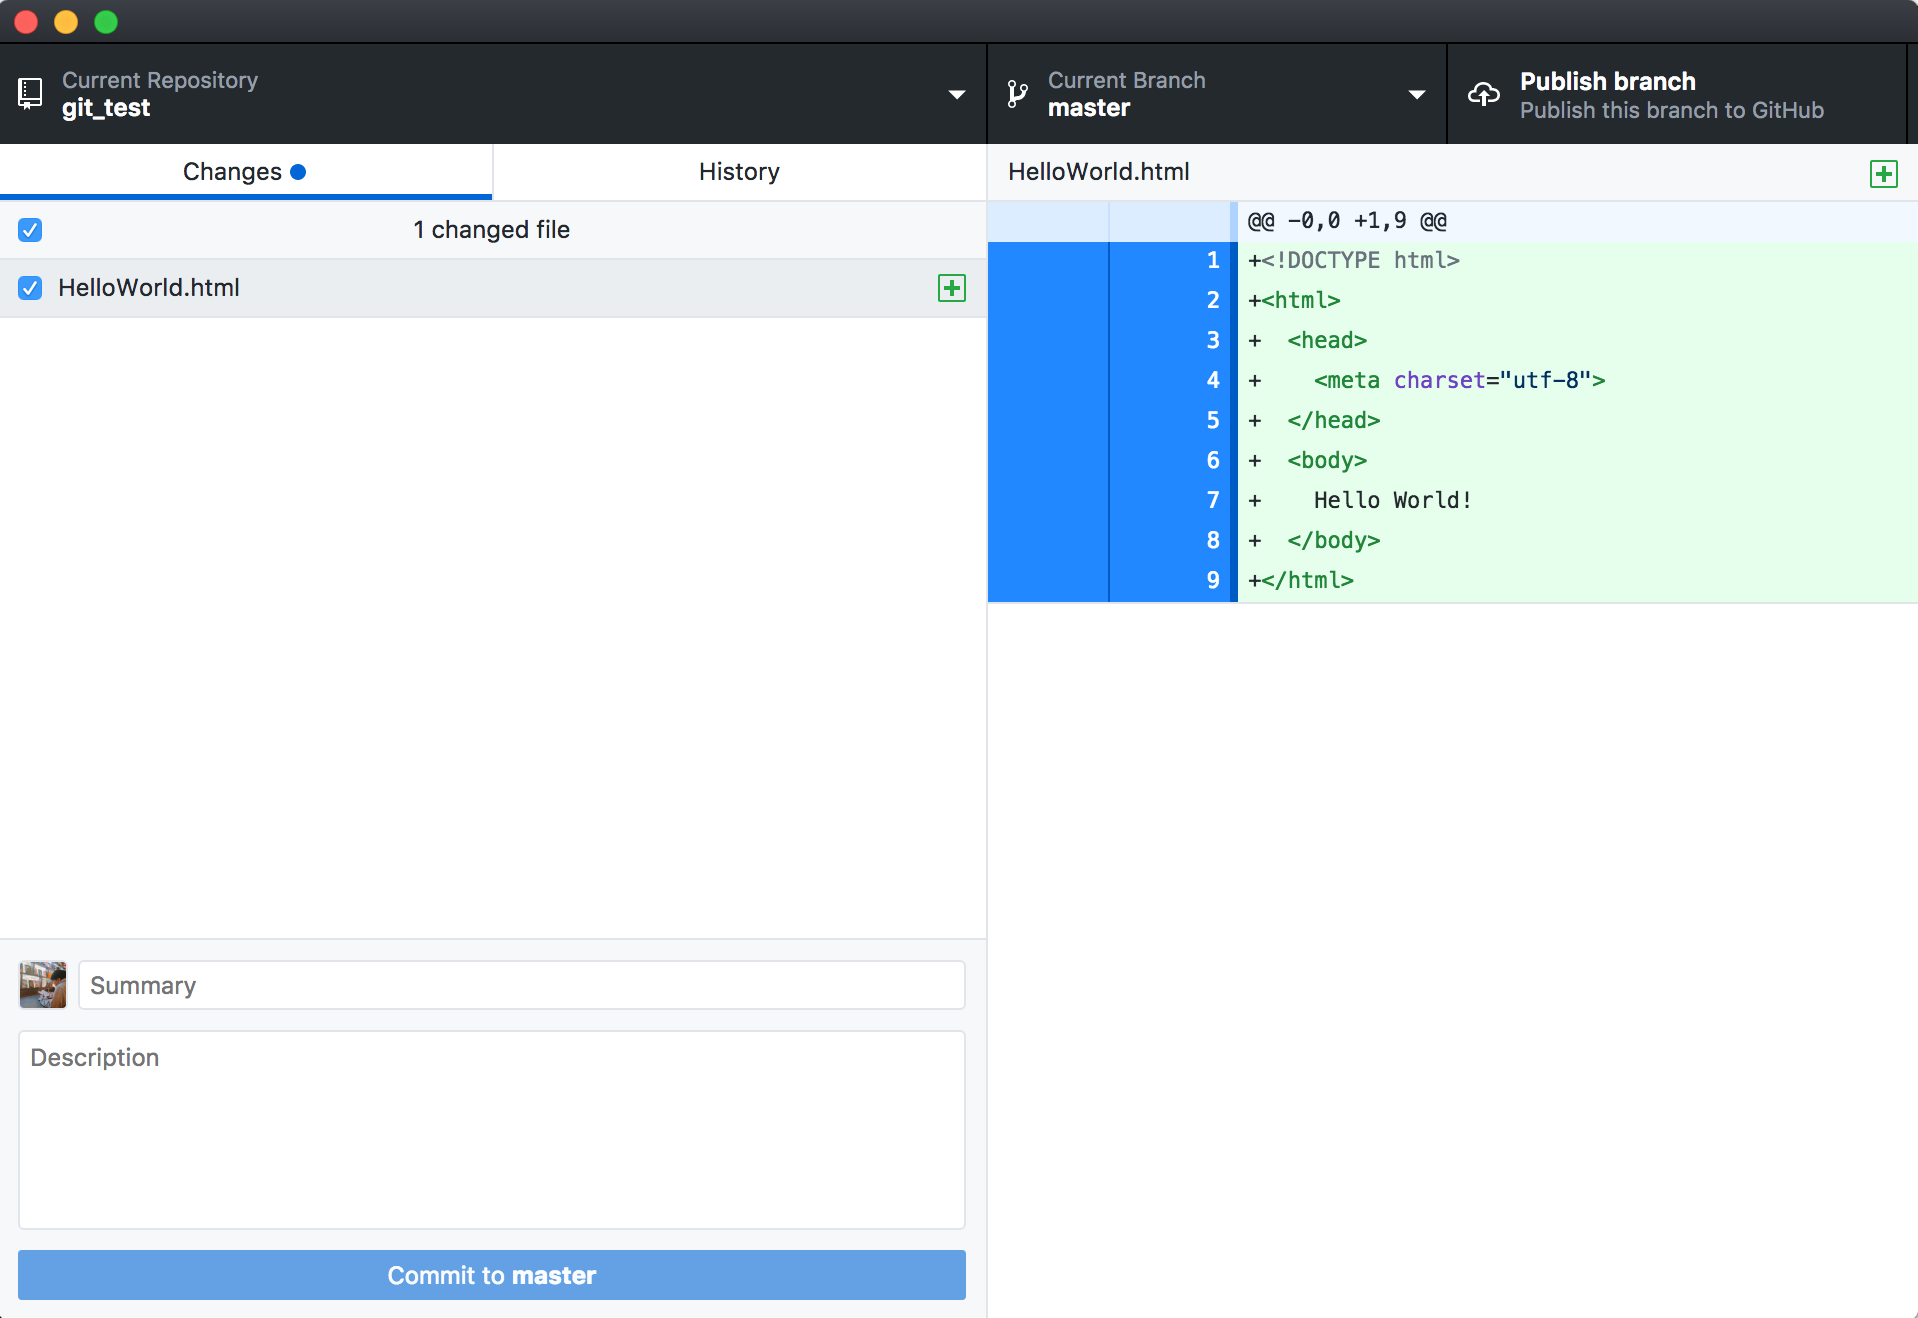 Current Repository
git_test
Current Branch
master
Publish branch
Publish this branch to GitHub
Changes
History
1 changed file
HelloWorld.html
Summary
Description
Commit to master
HelloWorld.html
@@ -0,0 +1,9 @@
1 +<!DOCTYPE html>
2 +<html>
3 +  <head>
4 +    <meta charset="utf-8">
5 +  </head>
6 +  <body>
7 +    Hello World!
8 +  </body>
9 +</html>